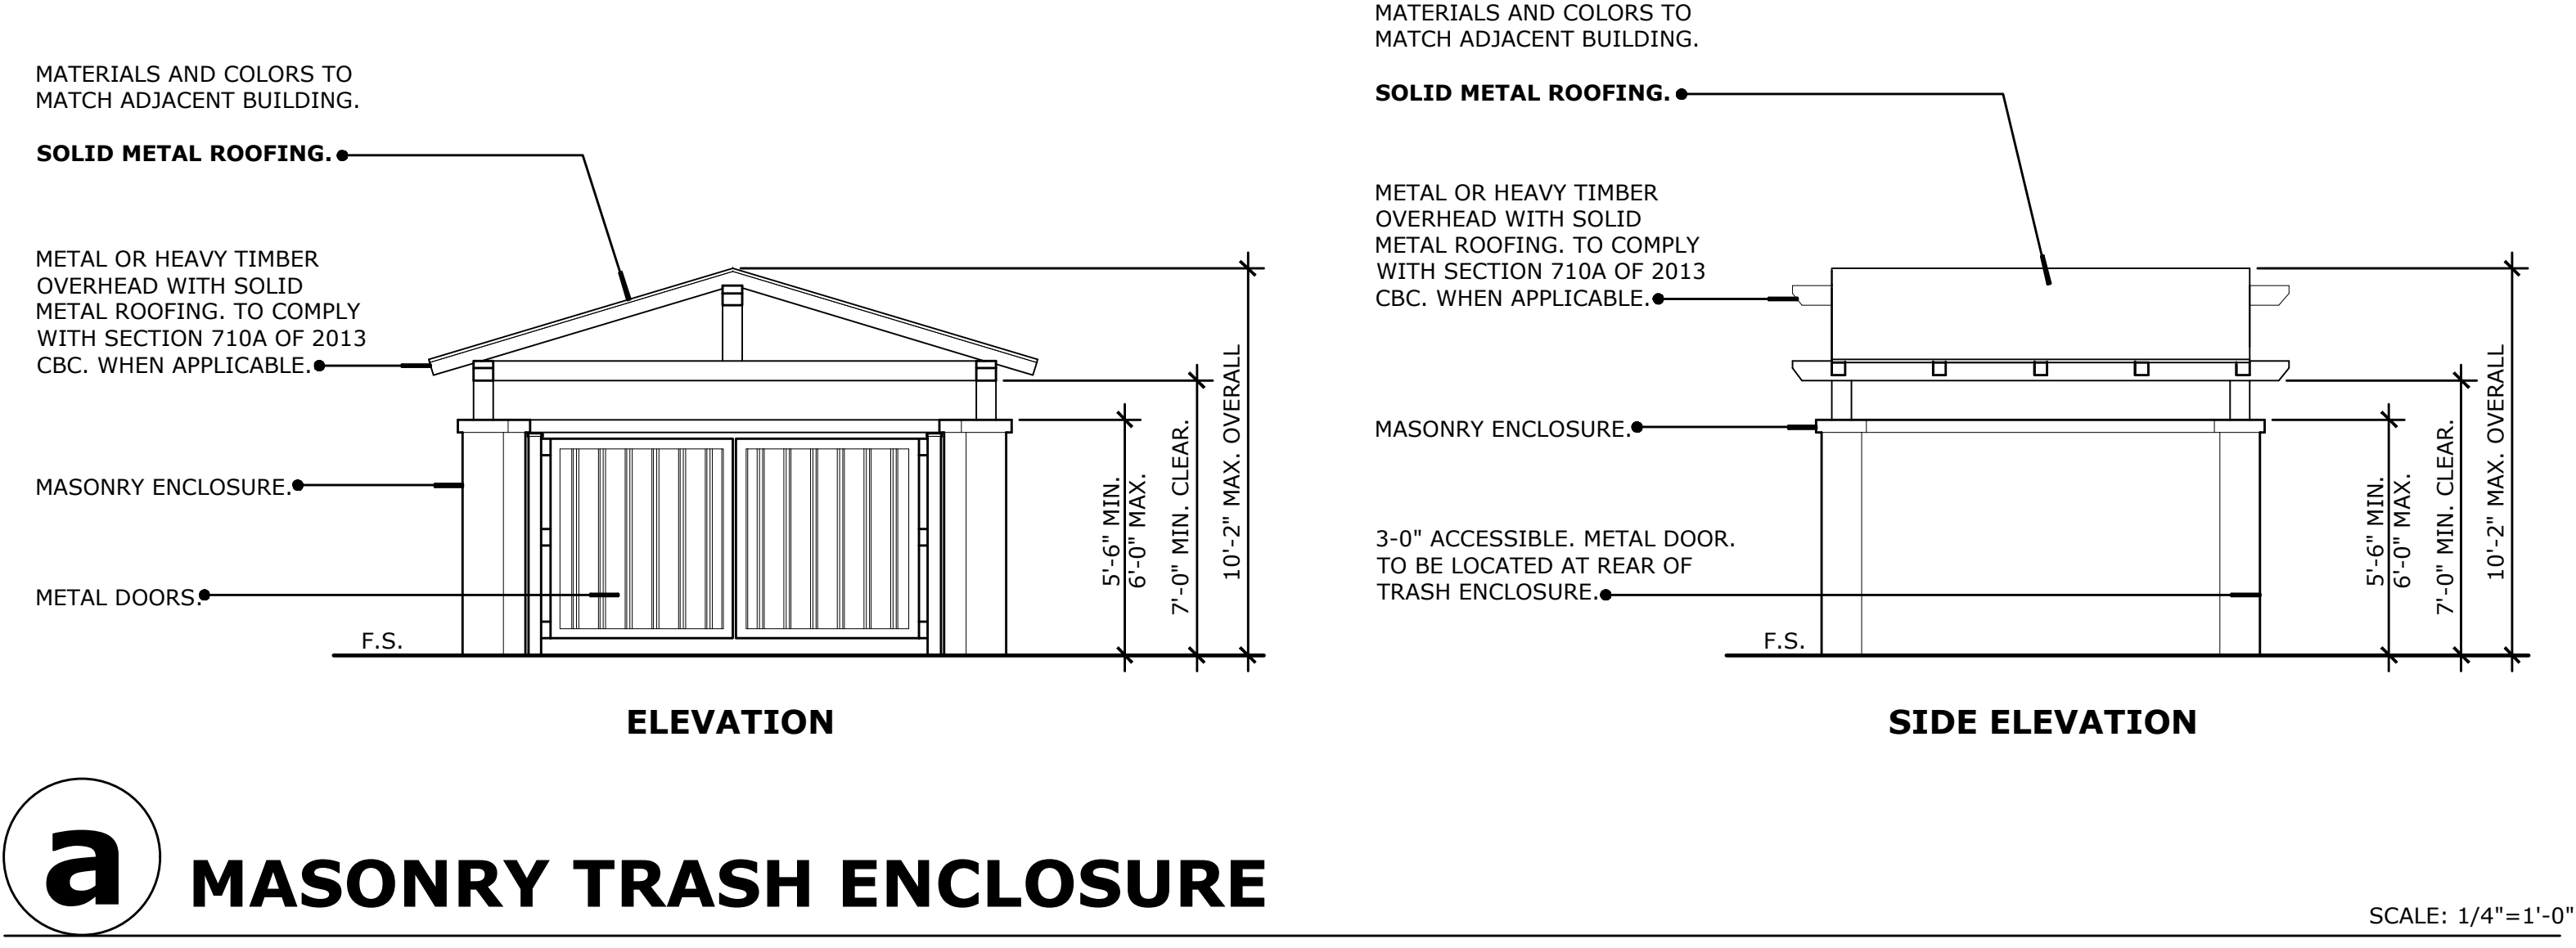 MATERIALS AND COLORS TO
MATCH ADJACENT BUILDING.
SOLID METAL ROOFING.
METAL OR HEAVY TIMBER
OVERHEAD WITH SOLID
METAL ROOFING. TO COMPLY
WITH SECTION 710A OF 2013
CBC. WHEN APPLICABLE.
MASONRY ENCLOSURE.
METAL DOORS.
F.S.
5'-6" MIN.
6'-0" MAX.
7'-0" MIN. CLEAR.
10'-2" MAX. OVERALL
ELEVATION
MATERIALS AND COLORS TO
MATCH ADJACENT BUILDING.
SOLID METAL ROOFING.
METAL OR HEAVY TIMBER
OVERHEAD WITH SOLID
METAL ROOFING. TO COMPLY
WITH SECTION 710A OF 2013
CBC. WHEN APPLICABLE.
MASONRY ENCLOSURE.
3-0" ACCESSIBLE. METAL DOOR.
TO BE LOCATED AT REAR OF
TRASH ENCLOSURE.
F.S.
5'-6" MIN.
6'-0" MAX.
7'-0" MIN. CLEAR.
10'-2" MAX. OVERALL
SIDE ELEVATION
a MASONRY TRASH ENCLOSURE
SCALE: 1/4"=1'-0"